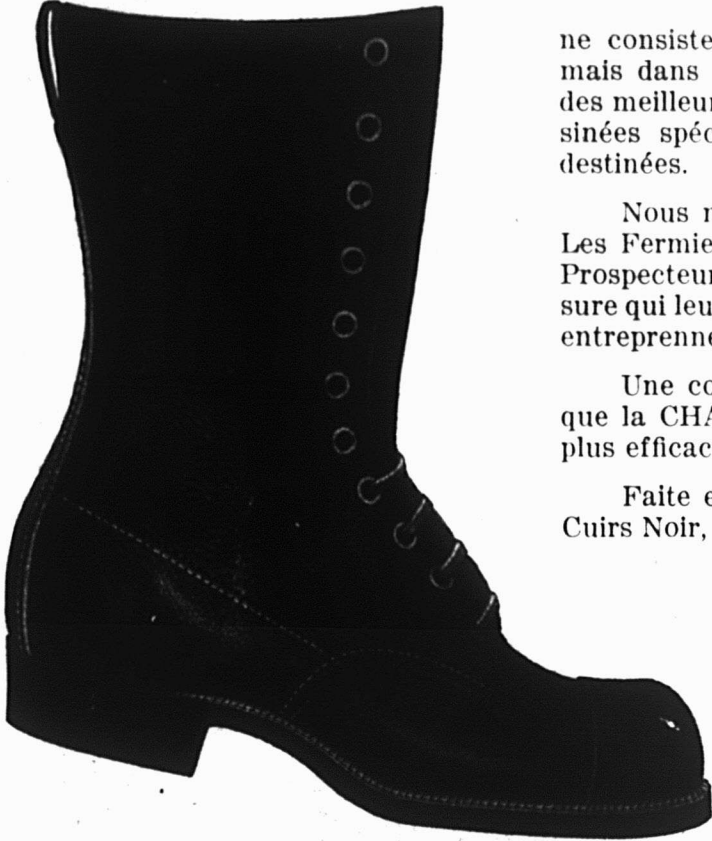 ne consiste
mais dans
des meilleur
sinées spéc
destinées.
Nous n
Les Fermie
Prospecteur
sure qui leu
entreprenne
Une co
que la CHA
plus efficac
Faite e
Cuirs Noir,